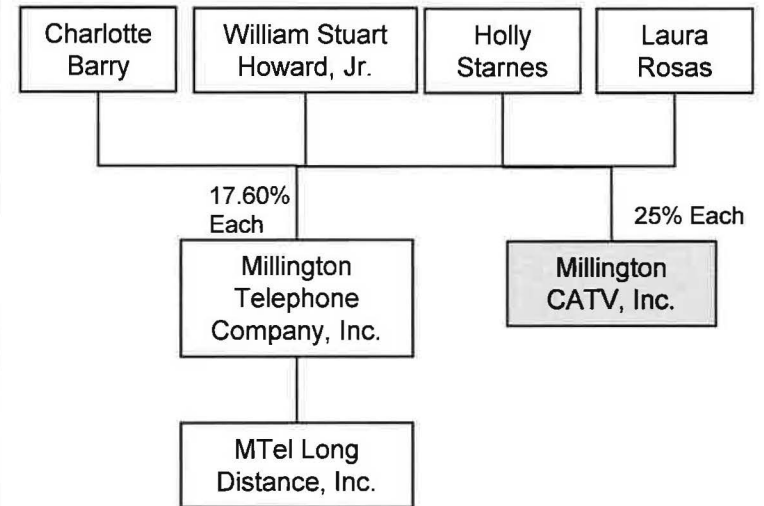 Charlotte
Barry
William Stuart
Howard, Jr.
Holly
Starnes
Laura
Rosas
17.60%
Each
25% Each
Millington
Telephone
Company, Inc.
Millington
CATV, Inc.
MTel Long
Distance, Inc.